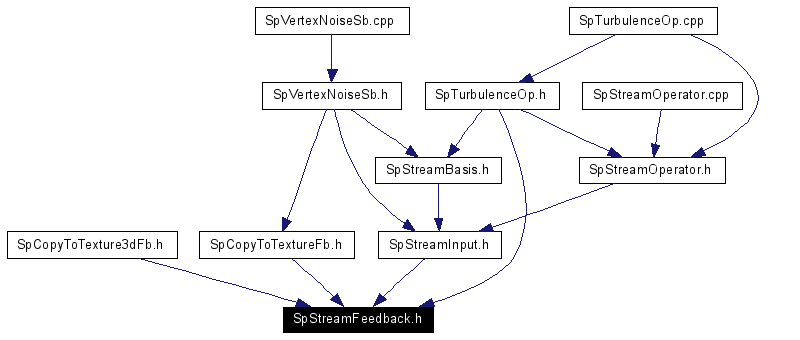 SpVertexNoiseSb.cpp
SpTurbulenceOp.cpp
SpVertexNoiseSb.h
SpTurbulenceOp.h
SpStreamOperator.cpp
SpStreamBasis.h
SpStreamOperator.h
SpCopyToTexture3dFb.h
SpCopyToTextureFb.h
SpStreamInput.h
SpStreamFeedback.h